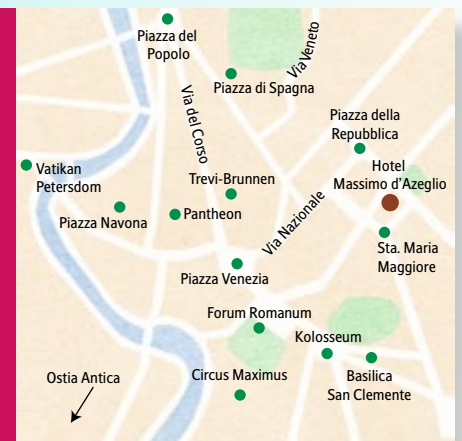 Piazza del
Popolo
Via Veneto
Piazza di Spagna
Via del Corso
Piazza della
Repubblica
Hotel
Massimo d'Azeglio
Vatikan
Petersdom
Trevi-Brunnen
Piazza Navona
Pantheon
Via Nazionale
Sta. Maria
Maggiore
Piazza Venezia
Forum Romanum
Kolosseum
Ostia Antica
Circus Maximus
Basilica
San Clemente